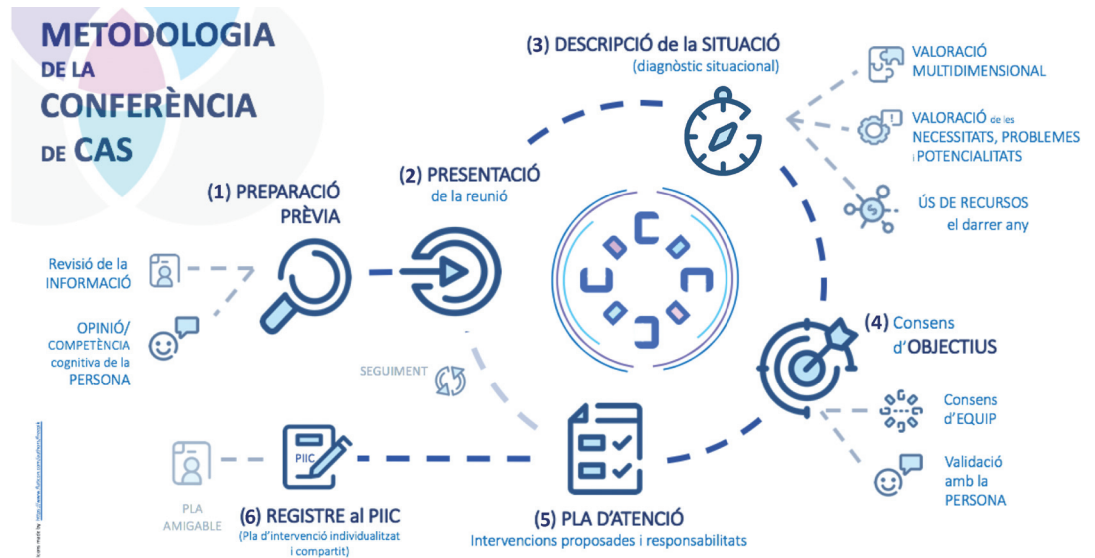 METODOLOGIA
DE LA
CONFERÈNCIA
DE CAS
(1) PREPARACIÓ
PRÈVIA
Revisió de la
INFORMACIÓ
OPINIÓ/
COMPETÈNCIA
cognitiva de la
PERSONA
(2) PRESENTACIÓ
de la reunió
(3) DESCRIPCIÓ de la SITUACIÓ
(diagnòstic situacional)
VALORACIÓ
MULTIDIMENSIONAL
VALORACIÓ de les
NECESSITATS, PROBLEMES
i POTENCIALITATS
ÚS DE RECURSOS
el darrer any
(4) Consens
d'OBJECTIUS
Consens
d'EQUIP
Validació
amb la
PERSONA
(5) PLA D'ATENCIÓ
Intervencions proposades i responsabilitats
SEGUIMENT
PIIC
(6) REGISTRE al PIIC
(Pla d'intervenció individualitzat
i compartit)
PLA
AMIGABLE